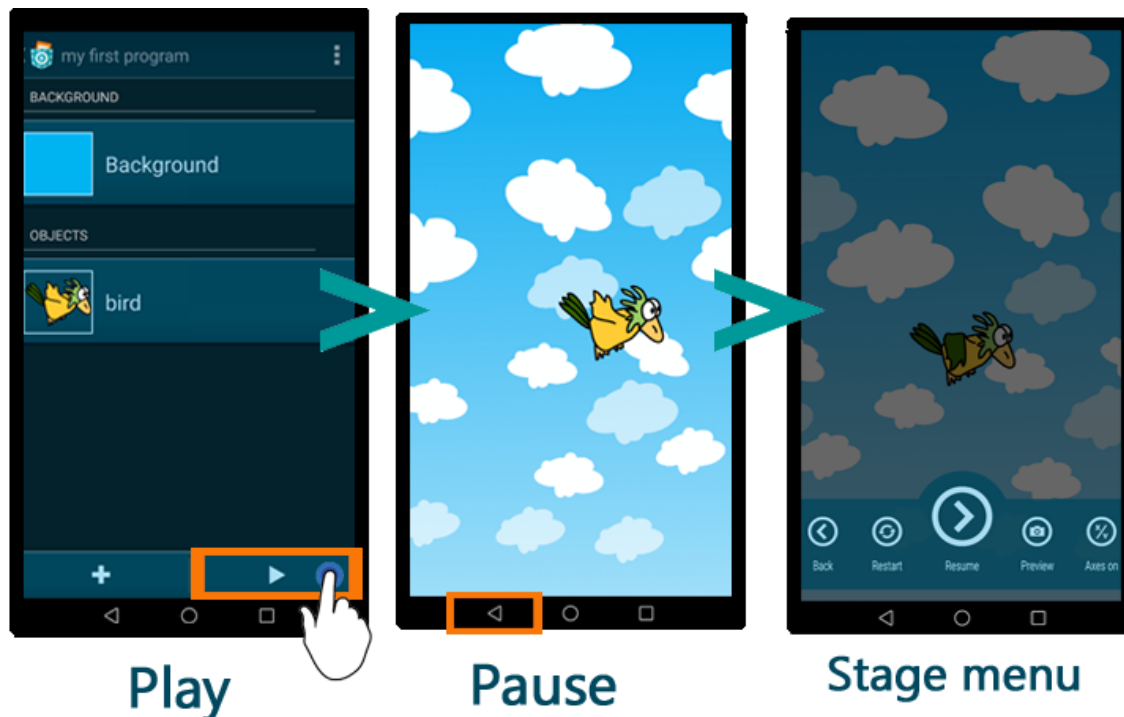 my first program
BACKGROUND
Background
OBJECTS
bird
Play
Pause
Back
Restart
Resume
Preview
Axes on
Stage menu